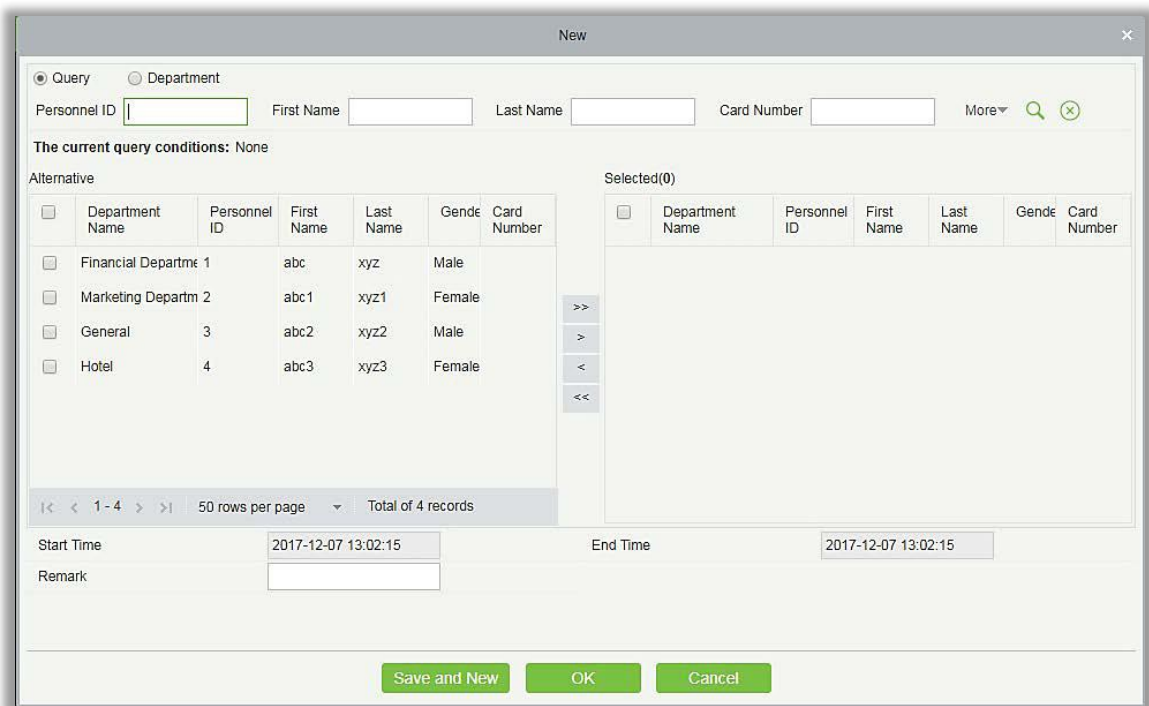 New ×
Query Department
Personnel ID First Name Last Name Card Number More
The current query conditions: None
Alternative Selected(0)
Department Name Personnel ID First Name Last Name Gende Card Number Department Name Personnel ID First Name Last Name Gende Card Number
Financial Departme 1 abc xyz Male
Marketing Departm 2 abc1 xyz1 Female
>>
General 3 abc2 xyz2 Male
>
Hotel 4 abc3 xyz3 Female
<
<<
|< < 1 - 4 > >| 50 rows per page Total of 4 records
Start Time 2017-12-07 13:02:15 End Time 2017-12-07 13:02:15
Remark
Save and New OK Cancel